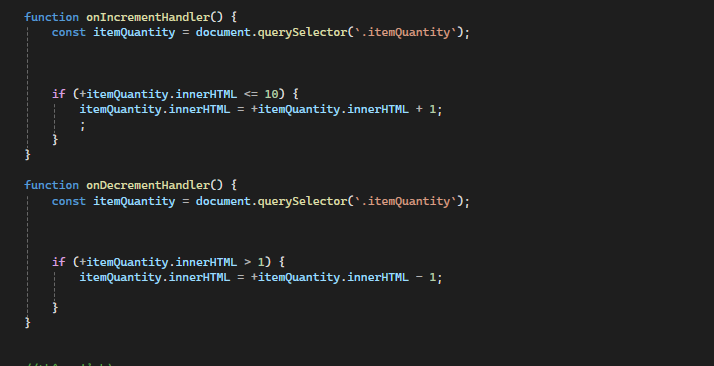 function onIncrementHandler() {
const itemQuantity = document.querySelector(`.itemQuantity`);
if (+itemQuantity.innerHTML <= 10) {
itemQuantity.innerHTML = +itemQuantity.innerHTML + 1;
;
}
}
function onDecrementHandler() {
const itemQuantity = document.querySelector(`.itemQuantity`);
if (+itemQuantity.innerHTML > 1) {
itemQuantity.innerHTML = +itemQuantity.innerHTML - 1;
}
}